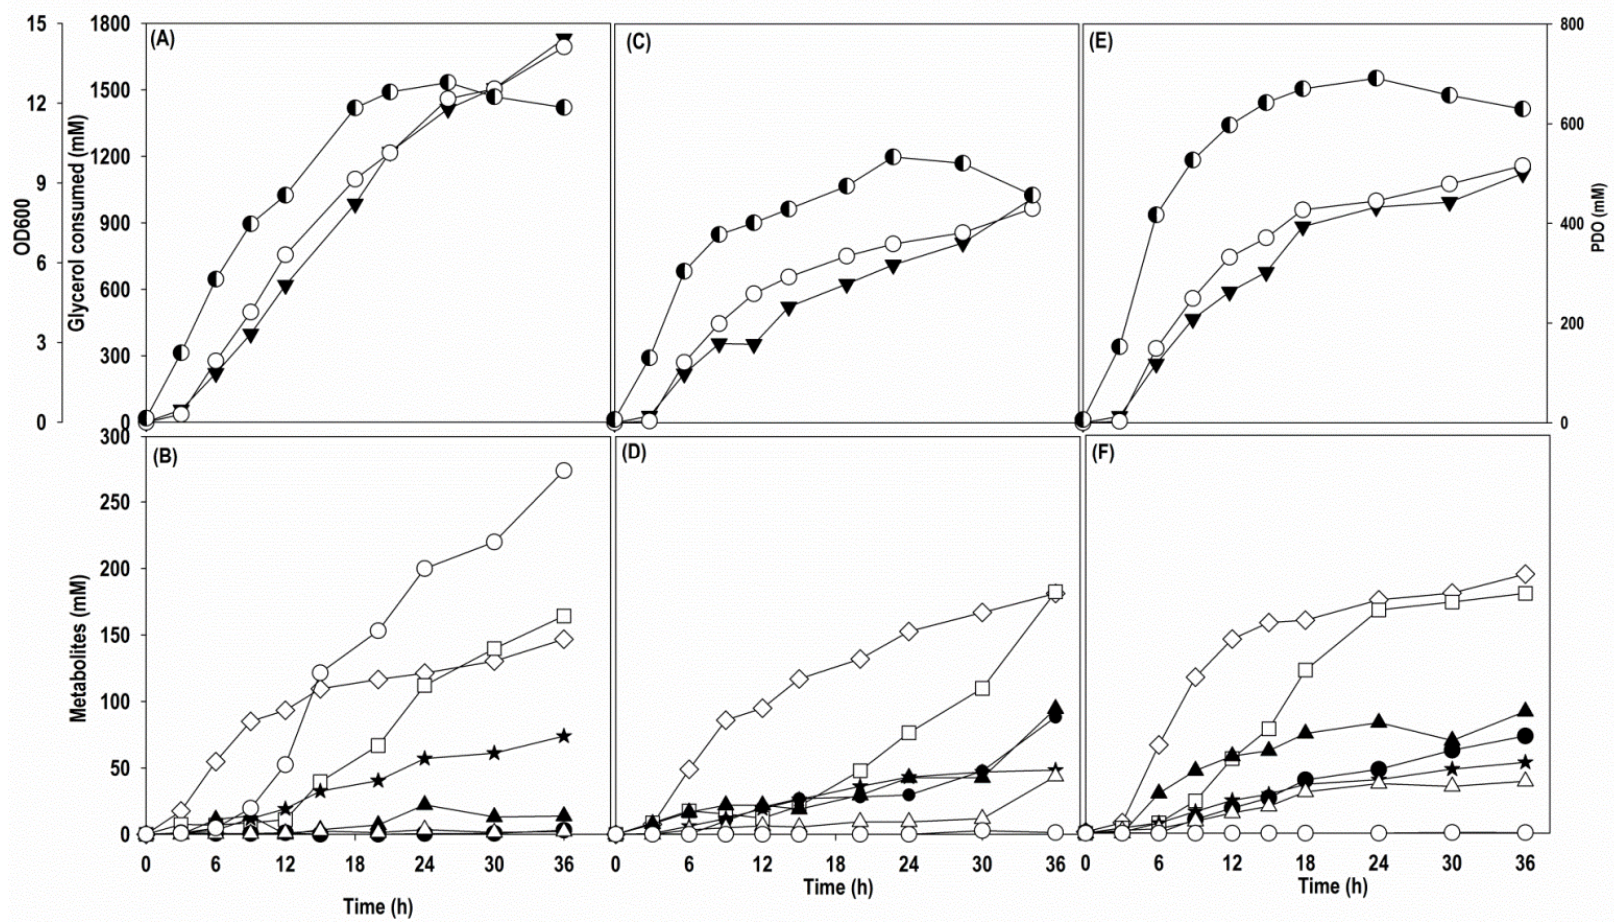 15 1800 (A) (C) (E) 800
12 1500
1200 600
9 900 400
6 600
3 300 200
0 0 0
OD600
Glycerol consumed (mM)
PDO (mM)
300 (B) (D) (F)
250
200
150
100
50
0
Metabolites (mM)
0 6 12 18 24 30 36 0 6 12 18 24 30 36 0 6 12 18 24 30 36
Time (h) Time (h) Time (h)